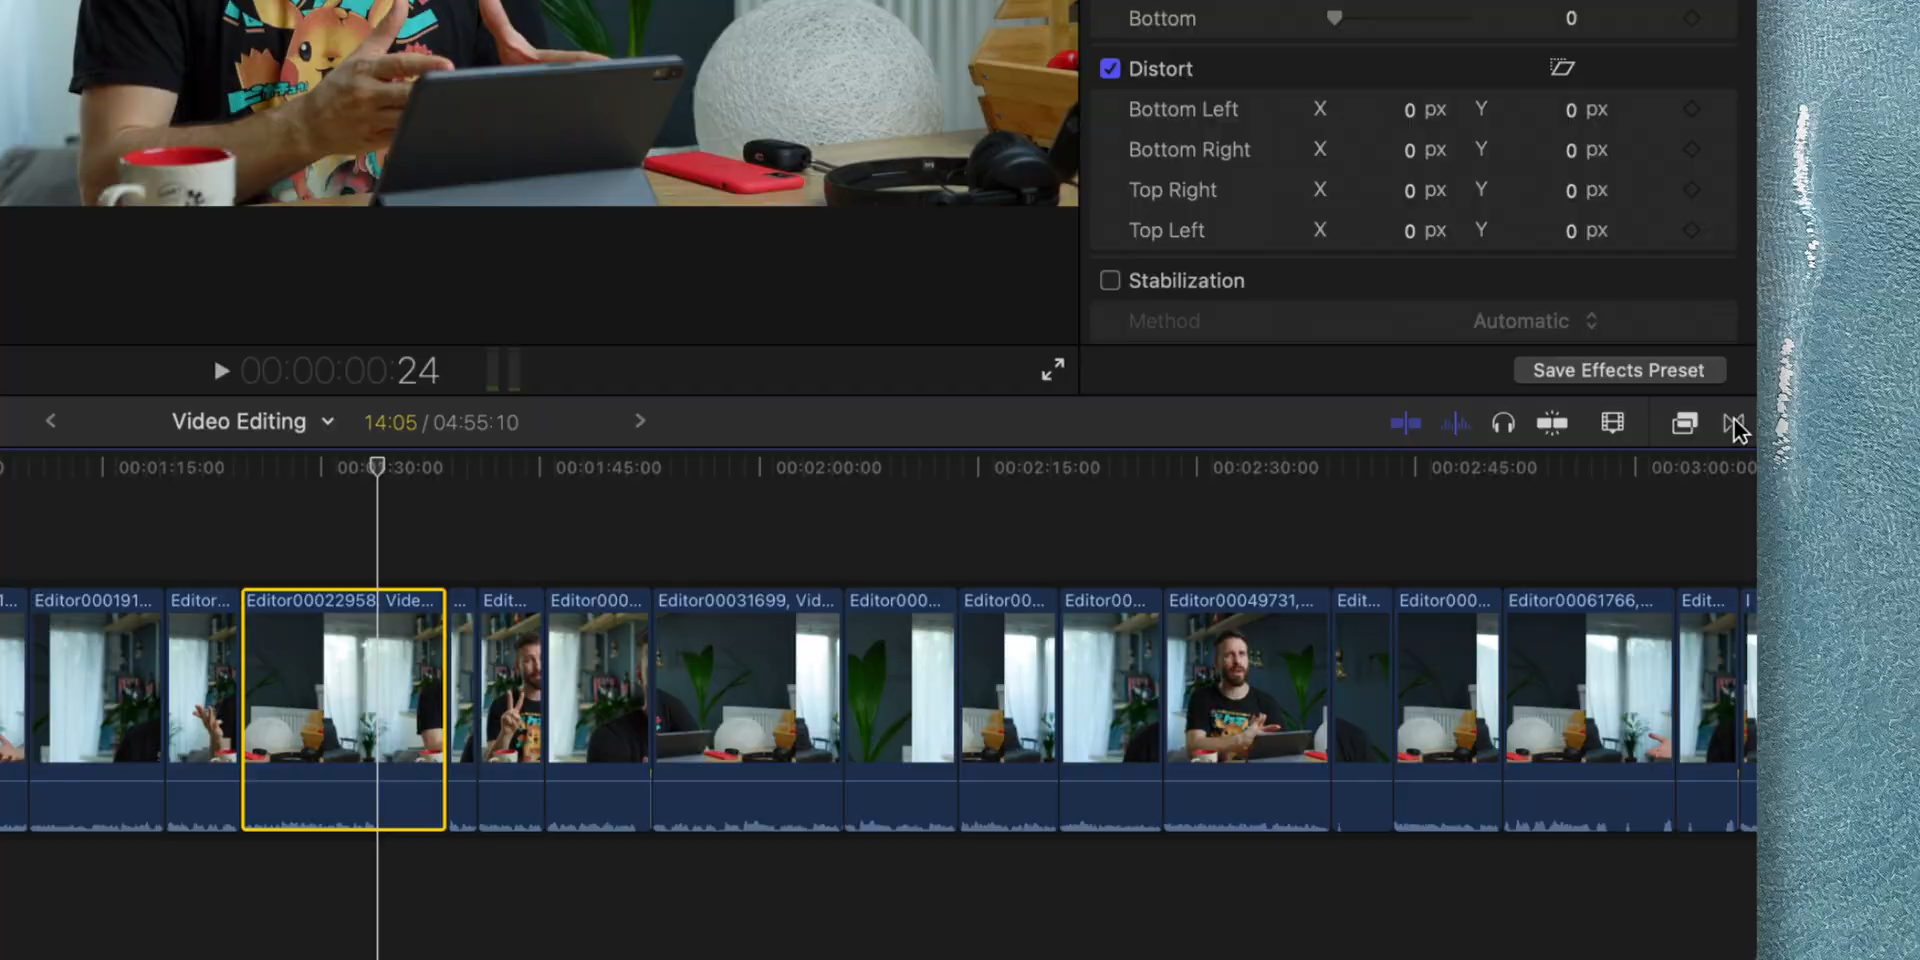 Bottom 0
Distort
Bottom Left X 0 px Y 0 px
Bottom Right X 0 px Y 0 px
Top Right X 0 px Y 0 px
Top Left X 0 px Y 0 px
Stabilization
Method Automatic
00:00:00:24
Save Effects Preset
Video Editing 14:05 / 04:55:10
00:01:15:00 00:01:30:00 00:01:45:00 00:02:00:00 00:02:15:00 00:02:30:00 00:02:45:00 00:03:00:00
1... Editor000191... Editor... Editor00022958, Vide... ... Edit... Editor000... Editor00031699, Vid... Editor000... Editor00... Editor00... Editor00049731,... Edit... Editor000... Editor00061766,... Edit...